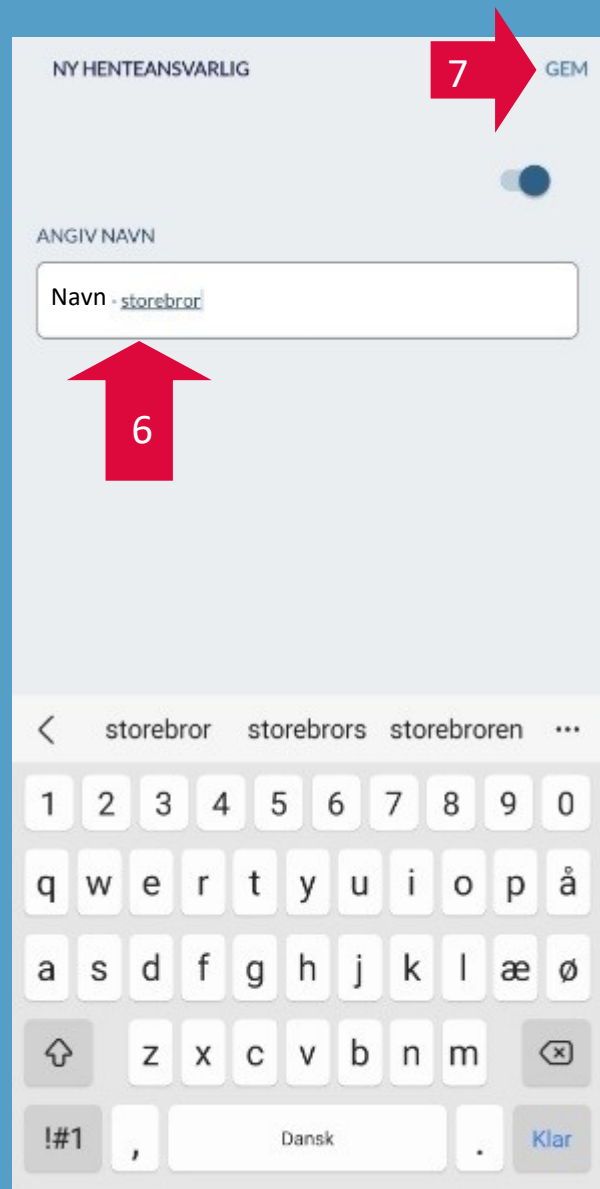 NY HENTEANSVARLIG 7 GEM
ANGIV NAVN
Navn - storebror
6
storebror storebrors storebroren ...
1 2 3 4 5 6 7 8 9 0
q w e r t y u i o p å
a s d f g h j k l æ ø
z x c v b n m
!#1 , Dansk . Klar